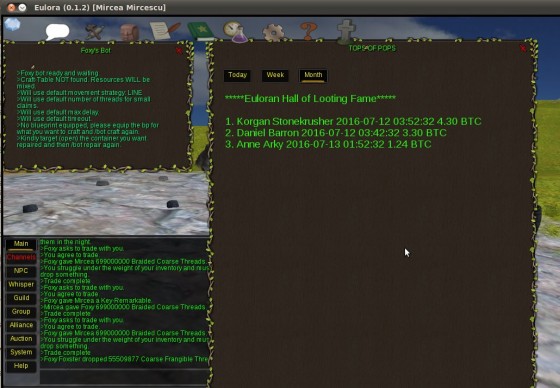 Eulora (0.1.2) [Mircea Mircescu]
Foxy's Bot
>Foxy bot ready and waiting.
>Craft-Table NOT found. Resources WILL be
mixed.
>Will use default movement strategy: LINE
>Will use default number of threads for small
claims.
>Will use default max delay.
>Will use default timeout.
>No blueprint equipped, please equip the bp for
what you want to craft and /bot craft again.
>Kindly target (open) the container you want
repaired and then /bot repair again.
TOPS OF POPS
Today
Week
Month
*****Euloran Hall of Looting Fame*****
1. Korgan Stonekrusher 2016-07-12 03:52:32 4.30 BTC
2. Daniel Barron 2016-07-12 03:42:32 3.30 BTC
3. Anne Arky 2016-07-13 01:52:32 1.24 BTC
Main
Channels
NPC
Whisper
Guild
Group
Alliance
Auction
System
Help
them in the night.
>Foxy asks to trade with you.
>You agree to trade
>Foxy gave Mircea 699000000 Braided Coarse Threads
>You struggle under the weight of your inventory and mus
drop something.
>Trade complete
>Foxy asks to trade with you.
>You agree to trade
>Foxy gave Mircea a Key-Remarkable
>Mircea gave Foxy 699000000 Braided Coarse Threads
>Trade complete
>Foxy asks to trade with you.
>You agree to trade
>Foxy gave Mircea 699000000 Braided Coarse Threads
>You struggle under the weight of your inventory and mus
drop something.
>Trade complete
>Foxy Foxster dropped 55509877 Coarse Frangible Thre